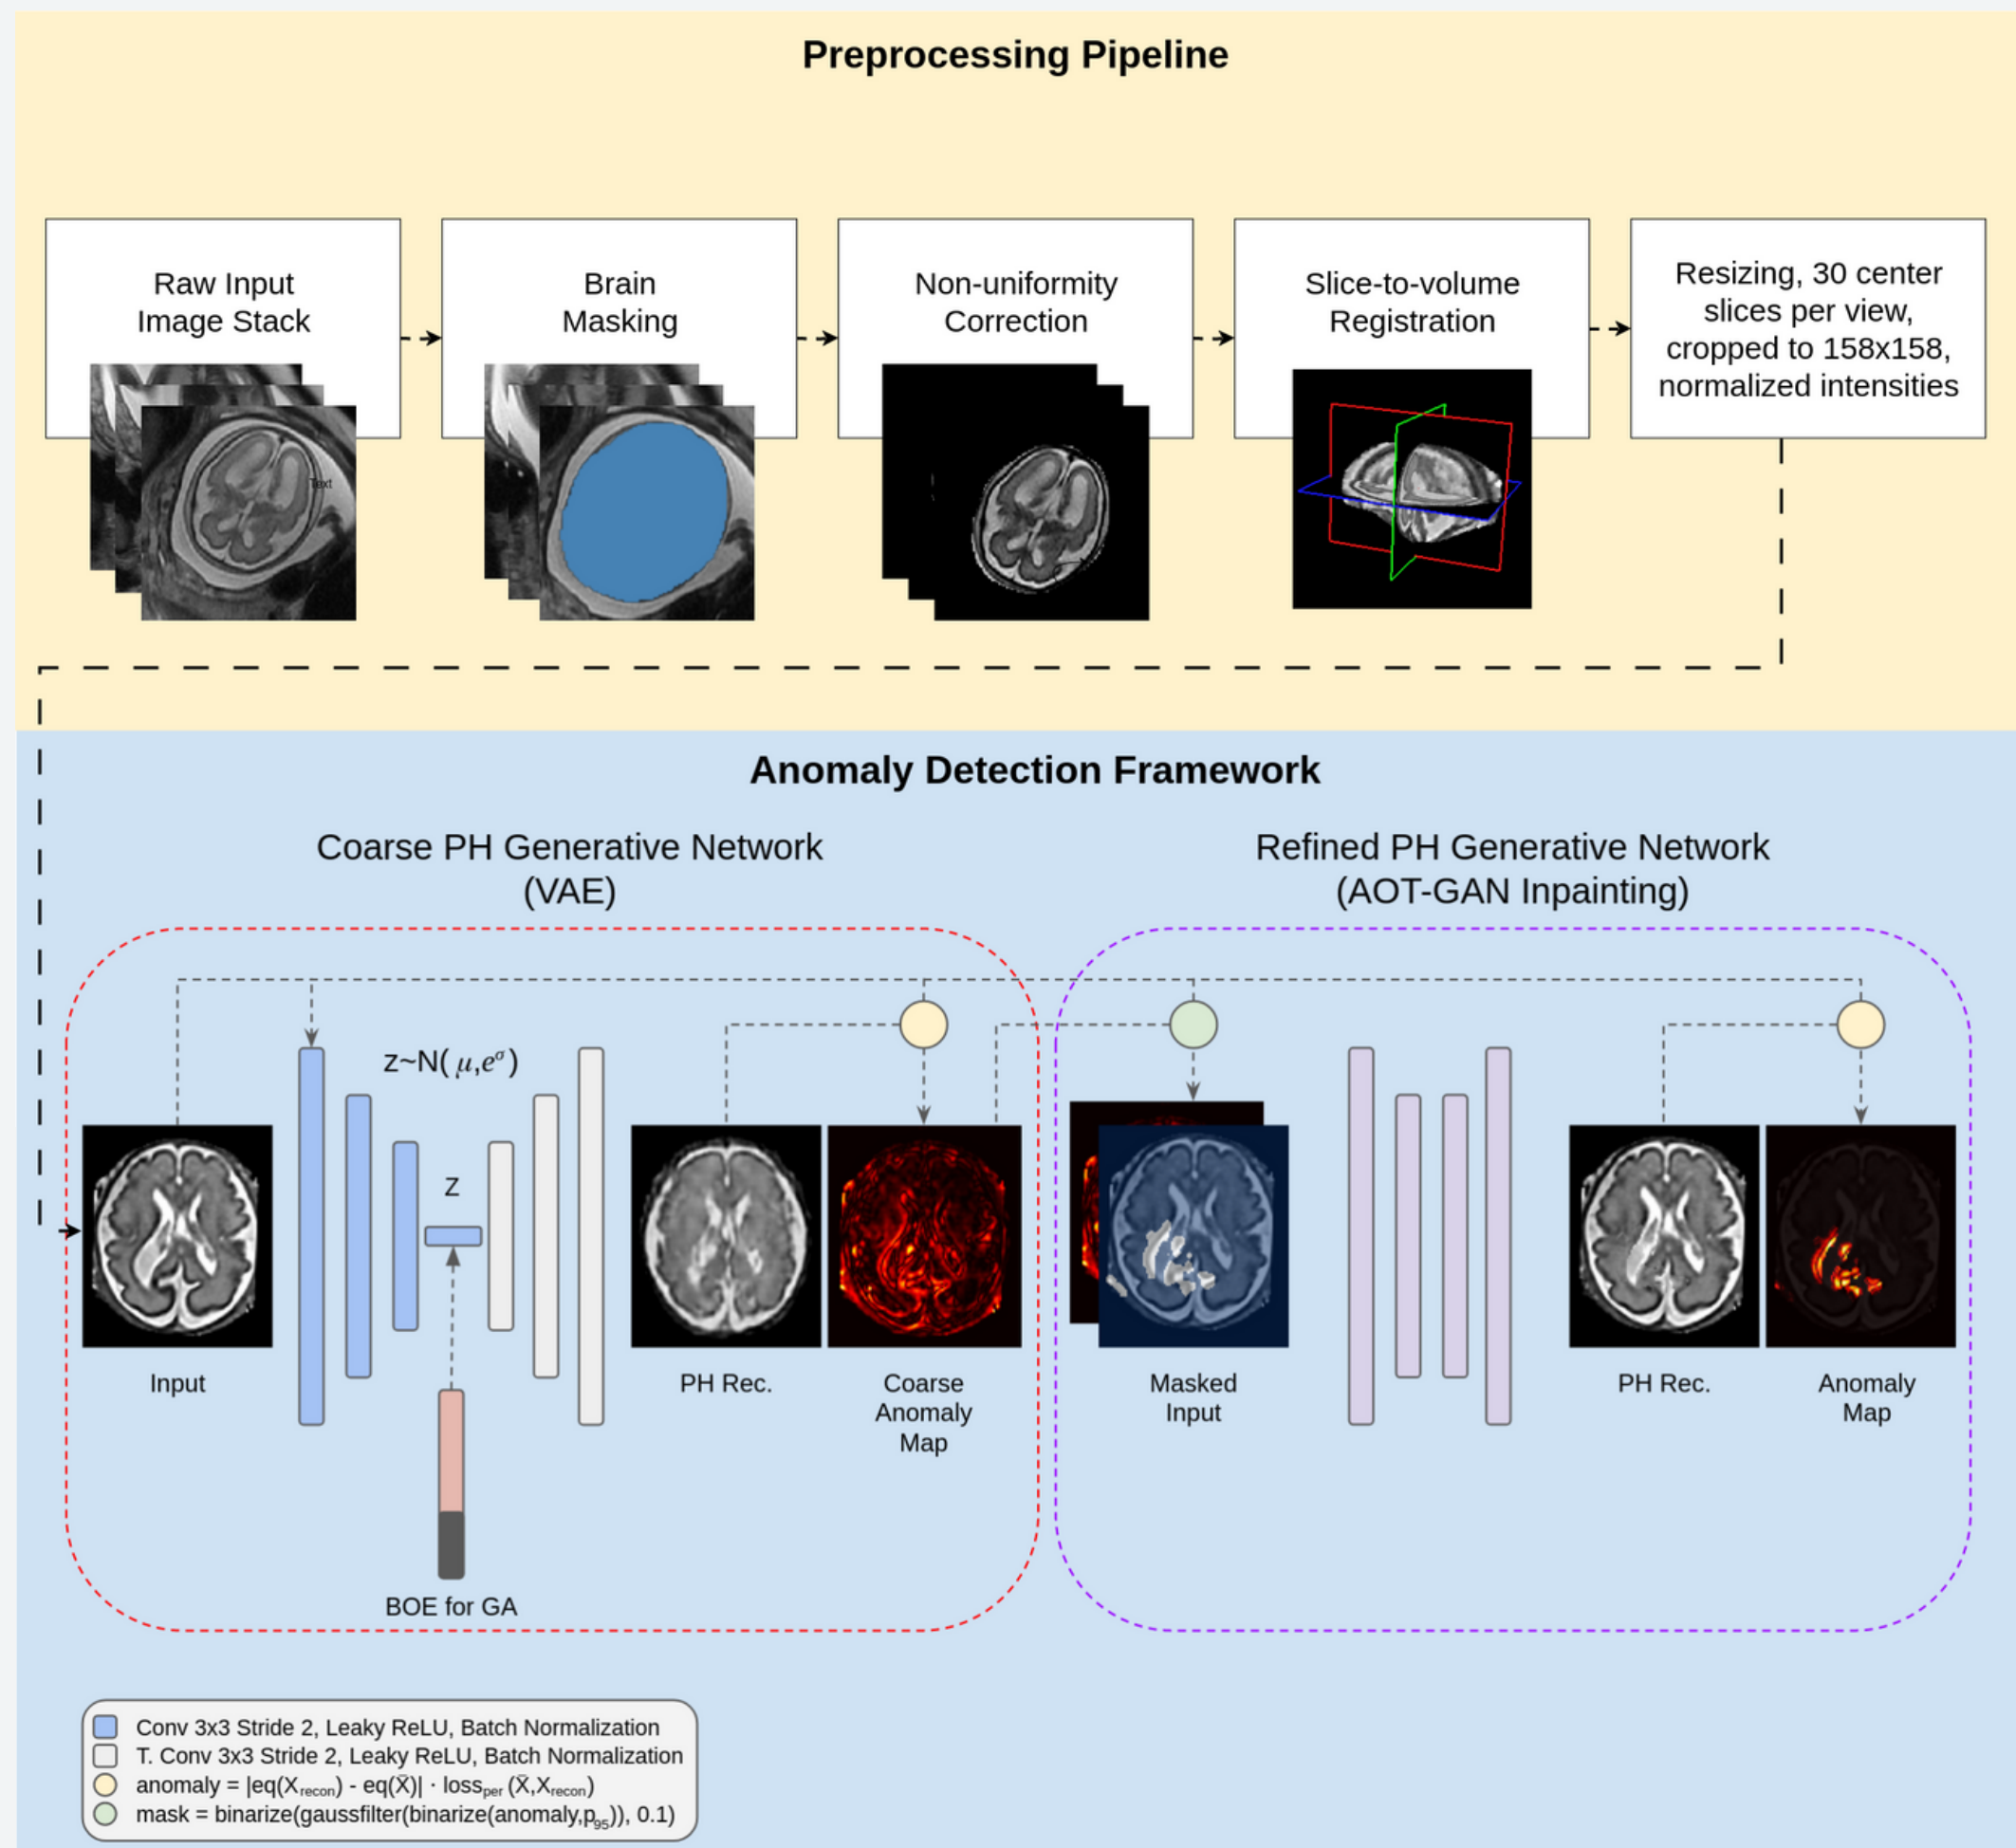 Preprocessing Pipeline
Raw Input
Image Stack
Text
Brain
Masking
Non-uniformity
Correction
Slice-to-volume
Registration
Resizing, 30 center
slices per view,
cropped to 158x158,
normalized intensities
Anomaly Detection Framework
Coarse PH Generative Network
(VAE)
Refined PH Generative Network
(AOT-GAN Inpainting)
z~N( μ,e^σ)
z
Input
PH Rec.
Coarse
Anomaly
Map
BOE for GA
Masked
Input
PH Rec.
Anomaly
Map
Conv 3x3 Stride 2, Leaky ReLU, Batch Normalization
T. Conv 3x3 Stride 2, Leaky ReLU, Batch Normalization
anomaly = |eq(X_recon) - eq(X̄)| · loss_per (X̄,X_recon)
mask = binarize(gaussfilter(binarize(anomaly,p_95)), 0.1)